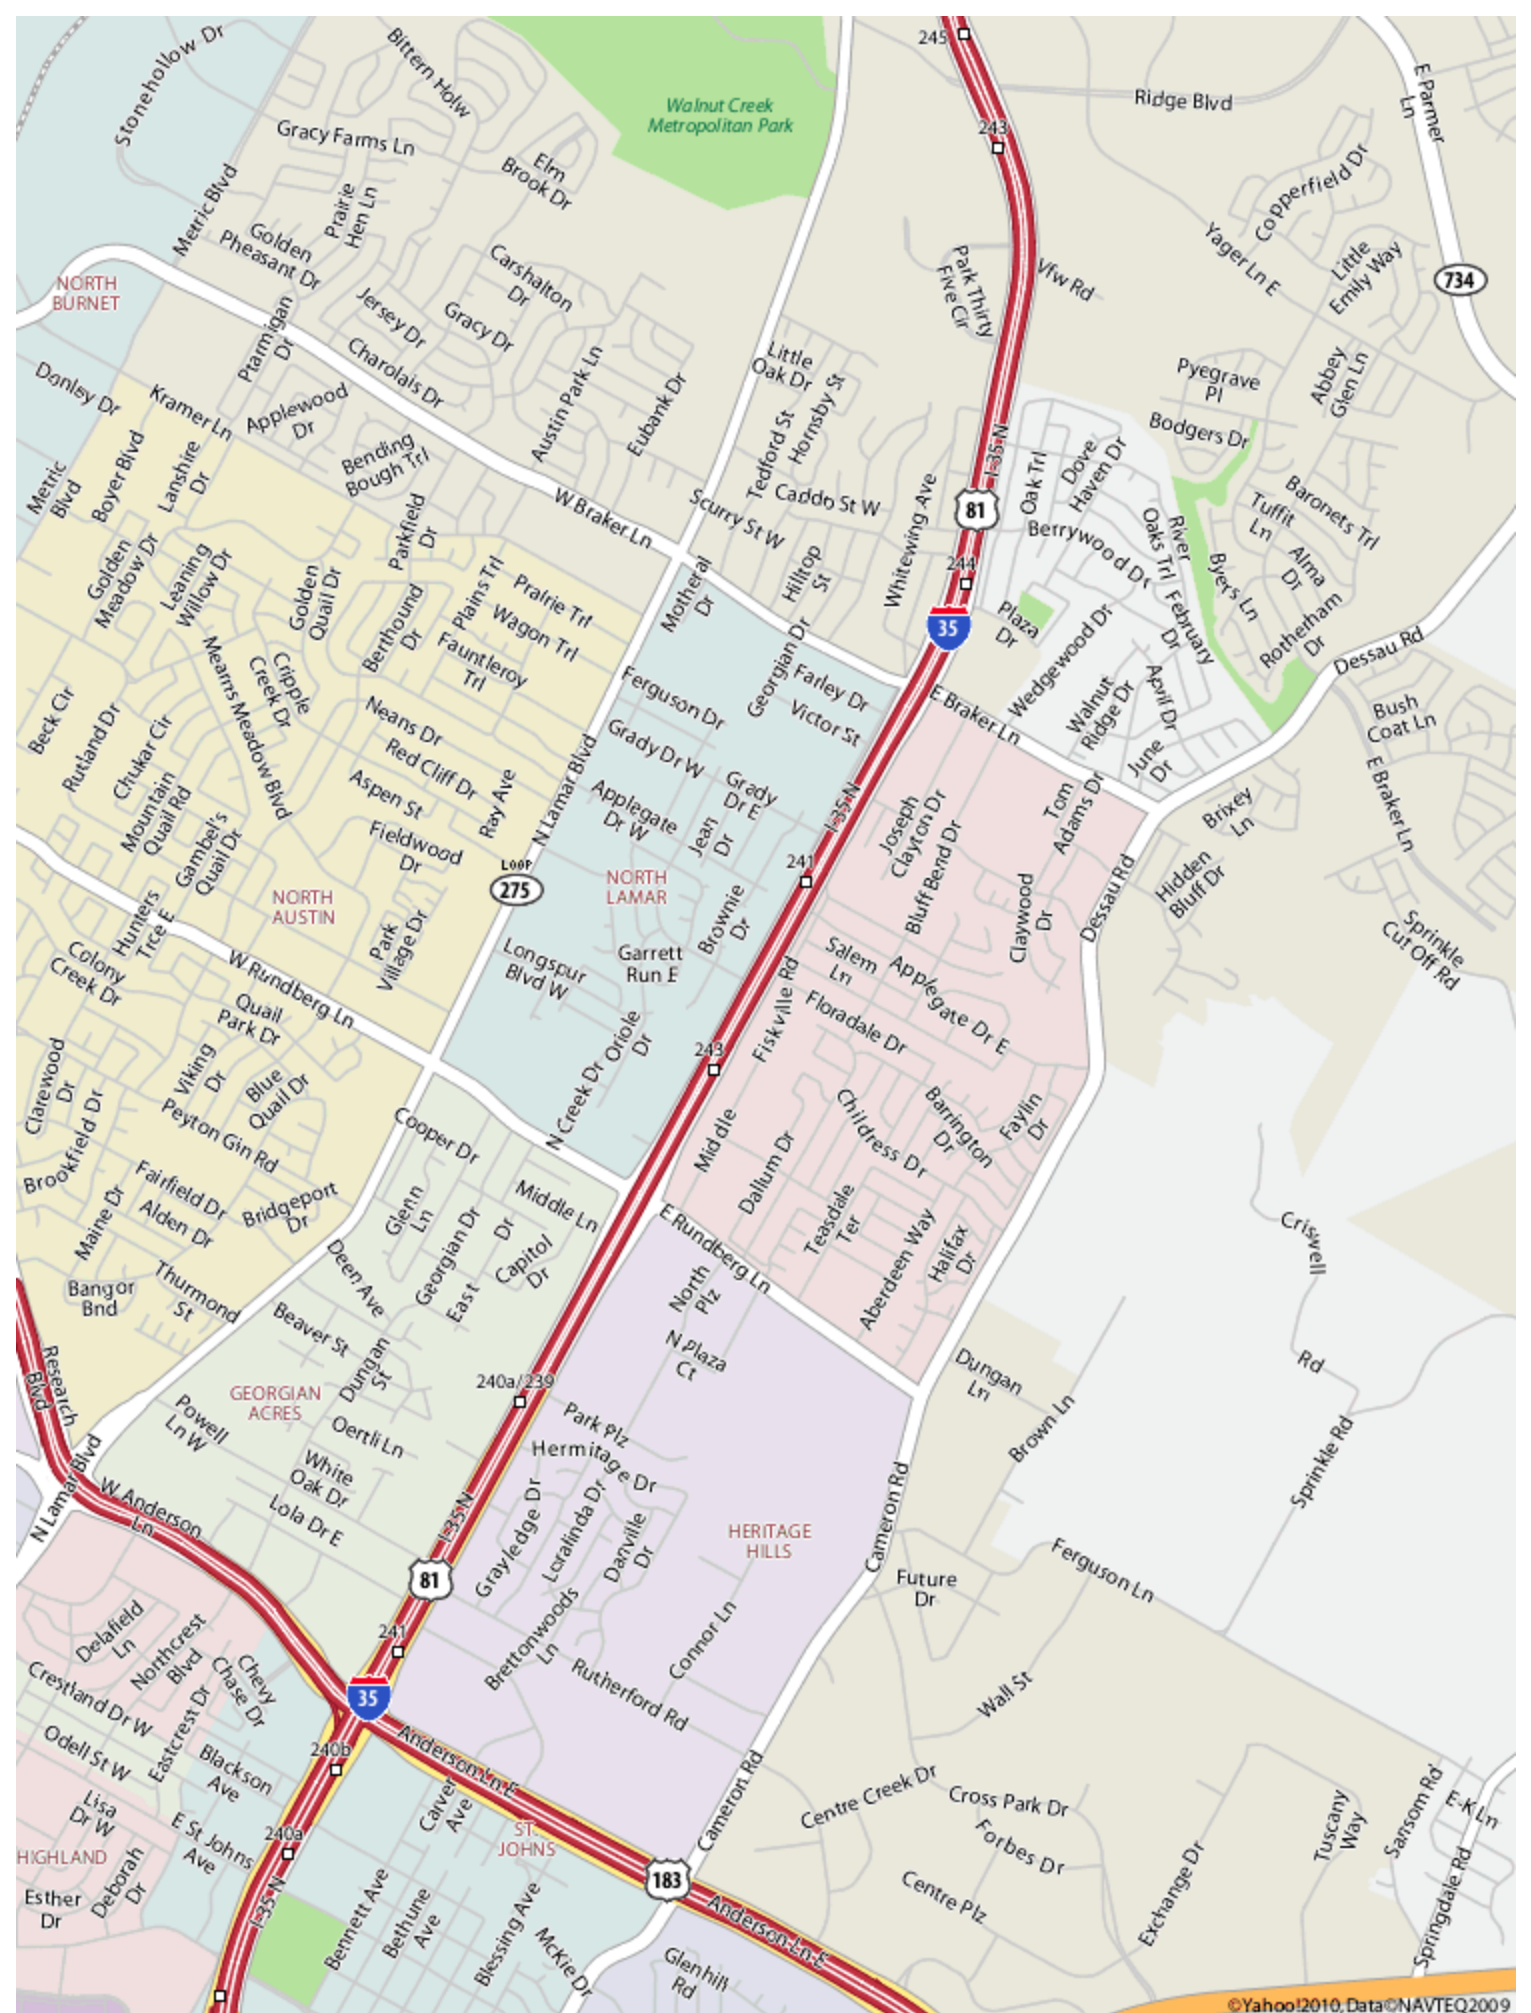 Stonehollow Dr
Bittern Holw
245
E Parmer
Ln
Walnut Creek
Metropolitan Park
Ridge Blvd
Gracy Farms Ln
243
Elm
Brook Dr
Copperfield Dr
Metric Blvd
Prairie
Hen Ln
Golden
Pheasant Dr
Yager Ln E
Little
Emily Way
NORTH
BURNET
Carshalton
Dr
Park Thirty
Five Cir
Vfw Rd
734
Jersey Dr
Gracy Dr
Ptarmigan
Dr
Charolais Dr
Little
Oak Dr
Austin Park Ln
Eubank Dr
Hornsby St
Tedford St
Pyegrave
Pl
Abbey
Glen Ln
Donley Dr
Kramer Ln
Applewood
Dr
Bodgers Dr
Boyer Blvd
Lanshire
Dr
Bending
Bough Trl
I-35 N
Oak Trl
Dove
Haven Dr
Metric
Blvd
W Braker Ln
Scurry St W
Caddo St W
Whitewing Ave
81
Baronets Trl
Tuffit
Ln
Parkfield
Dr
Berrywood Dr
River
Oaks Trl
Golden
Meadow Dr
Leaning
Willow Dr
Golden
Quail Dr
Plains Trl
Prairie Trl
Motheral
Dr
Hilltop
St
244
Byers Ln
Alma
Dr
Berthound
Dr
Wagon Trl
35
Plaza
Dr
February
Dr
Rotherham
Dr
Mearns Meadow Blvd
Cripple
Creek Dr
Fauntleroy
Trl
Georgian Dr
Farley Dr
Wedgewood Dr
Dessau Rd
Beck Cir
Rutland Dr
Ferguson Dr
Victor St
E Braker Ln
Walnut
Ridge Dr
April Dr
Bush
Coat Ln
Chukar Cir
Neans Dr
Grady Dr W
June
Dr
Mountain
Quail Rd
Red Cliff Dr
Aspen St
Ray Ave
N Lamar Blvd
Applegate
Dr W
Grady
Dr E
I-35 N
Joseph
Clayton Dr
Tom
Adams Dr
Brixey
Ln
E Braker Ln
Gambel's
Quail Dr
Fieldwood
Dr
Jean
Dr
Bluff Bend Dr
LOOP
275
NORTH
LAMAR
241
Hidden
Bluff Dr
NORTH
AUSTIN
Hunters
Trce E
Brownie
Dr
Claywood
Dr
Dessau Rd
Colony
Creek Dr
Park
Village Dr
Longspur
Blvd W
Garrett
Run E
Salem
Ln
Applegate Dr E
Sprinkle
Cut Off Rd
W Rundberg Ln
Fiskville Rd
Floradale Dr
Quail
Park Dr
Oriole
Dr
243
Clarewood
Dr
Viking
Dr
Blue
Quail Dr
N Creek Dr
Brookfield Dr
Peyton Gin Rd
Cooper Dr
Middle
Childress Dr
Barrington
Dr
Faylin
Dr
Dallum Dr
Fairfield Dr
Alden Dr
Bridgeport
Dr
Glenn
Ln
Middle Ln
Maine Dr
Georgian Dr
East
Dr
Capitol
Dr
E Rundberg Ln
Teasdale
Ter
Aberdeen Way
Halifax
Dr
Criswell
Rd
Bangor
Bnd
Thurmond
St
Deen Ave
North
Plz
Beaver St
N Plaza
Ct
Research
Blvd
Dungan
St
240a/239
Dungan
Ln
GEORGIAN
ACRES
Powell
Ln W
Oertli Ln
Park Plz
Hermitage Dr
Brown Ln
Sprinkle Rd
N Lamar Blvd
W Anderson
Ln
White
Oak Dr
Lola Dr E
I-35 N
Grayledge Dr
Loralinda Dr
Danville
Dr
HERITAGE
HILLS
Cameron Rd
81
Future
Dr
Ferguson Ln
Delafield
Ln
Northcrest
Blvd
241
Brettonwoods
Ln
Connor Ln
Chevy
Chase Dr
Crestland Dr W
Eastcrest Dr
35
Rutherford Rd
Wall St
Odell St W
Blackson
Ave
240b
Anderson Ln E
Cameron Rd
Lisa
Dr W
E St Johns
Ave
240a
Carver
Ave
ST
JOHNS
Centre Creek Dr
Cross Park Dr
Forbes Dr
Tuscany
Way
Sansom Rd
E-K Ln
HIGHLAND
Deborah
Dr
Esther
Dr
I-35 N
Bennett Ave
Bethune
Ave
Blessing Ave
McKie Dr
183
Anderson Ln E
Glenhill
Rd
Centre Plz
Exchange Dr
Springdale Rd
©Yahoo!2010, Data©NAVTEQ2009